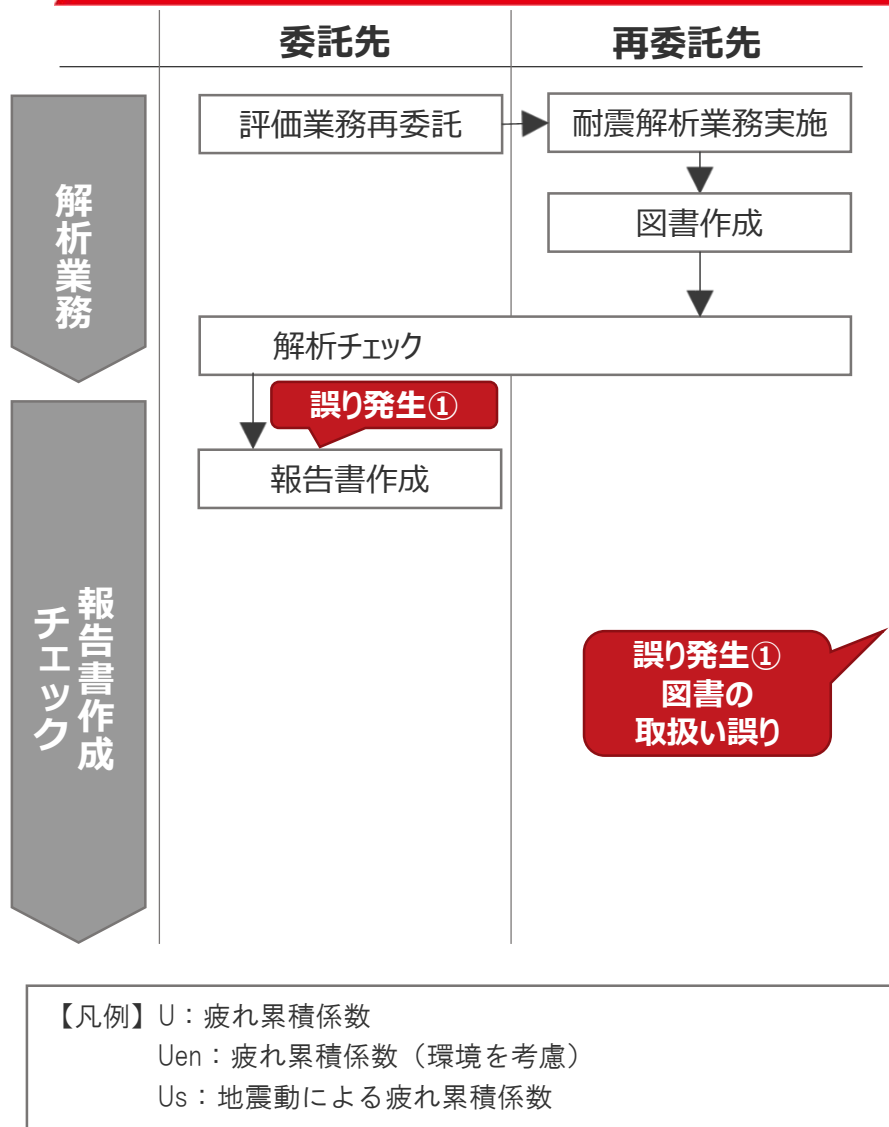 委託先
再委託先
解析業務
評価業務再委託
耐震解析業務実施
図書作成
解析チェック
誤り発生①
報告書作成
報告書作成
チェック
誤り発生①
図書の
取扱い誤り
【凡例】U：疲れ累積係数
Uen：疲れ累積係数（環境を考慮）
Us：地震動による疲れ累積係数